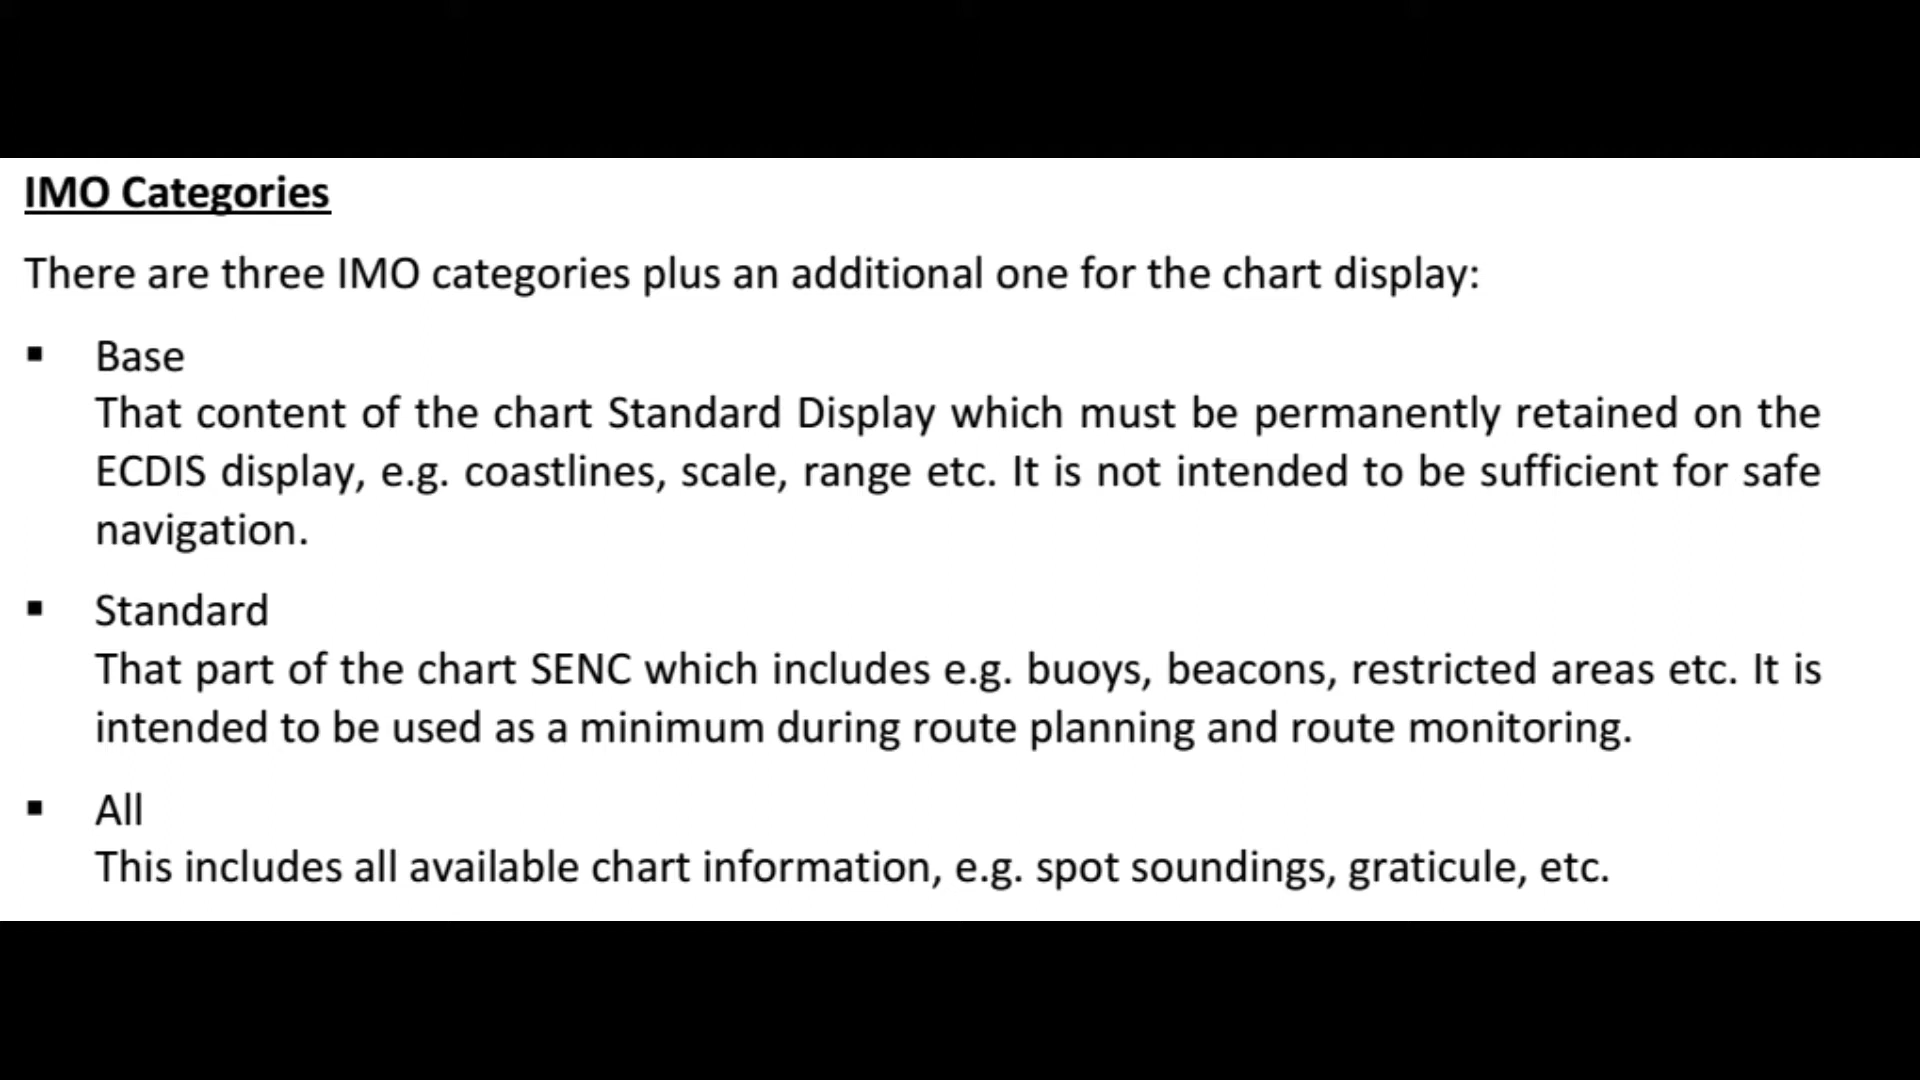 IMO Categories
There are three IMO categories plus an additional one for the chart display:
▪ Base
That content of the chart Standard Display which must be permanently retained on the
ECDIS display, e.g. coastlines, scale, range etc. It is not intended to be sufficient for safe
navigation.
▪ Standard
That part of the chart SENC which includes e.g. buoys, beacons, restricted areas etc. It is
intended to be used as a minimum during route planning and route monitoring.
▪ All
This includes all available chart information, e.g. spot soundings, graticule, etc.